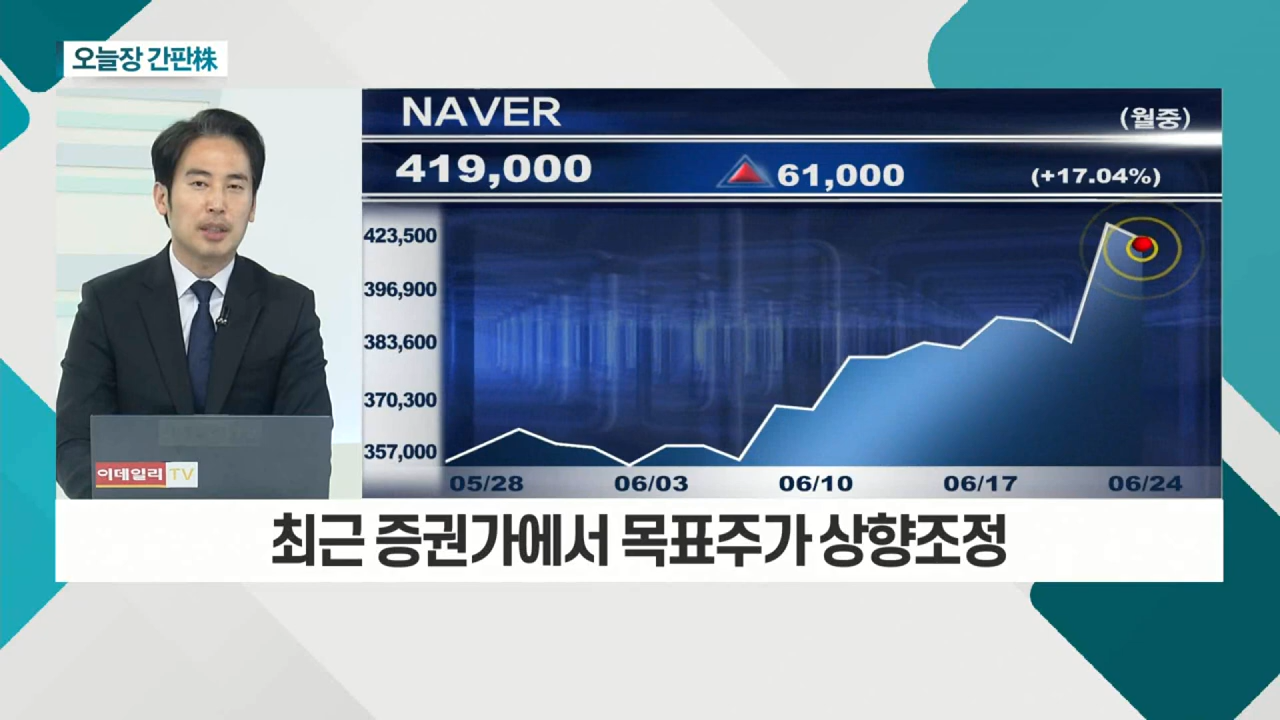 오늘장 간판株
NAVER
(월중)
419,000 61,000 (+17.04%)
423,500
396,900
383,600
370,300
357,000
05/28 06/03 06/10 06/17 06/24
이데일리 TV
최근 증권가에서 목표주가 상향조정